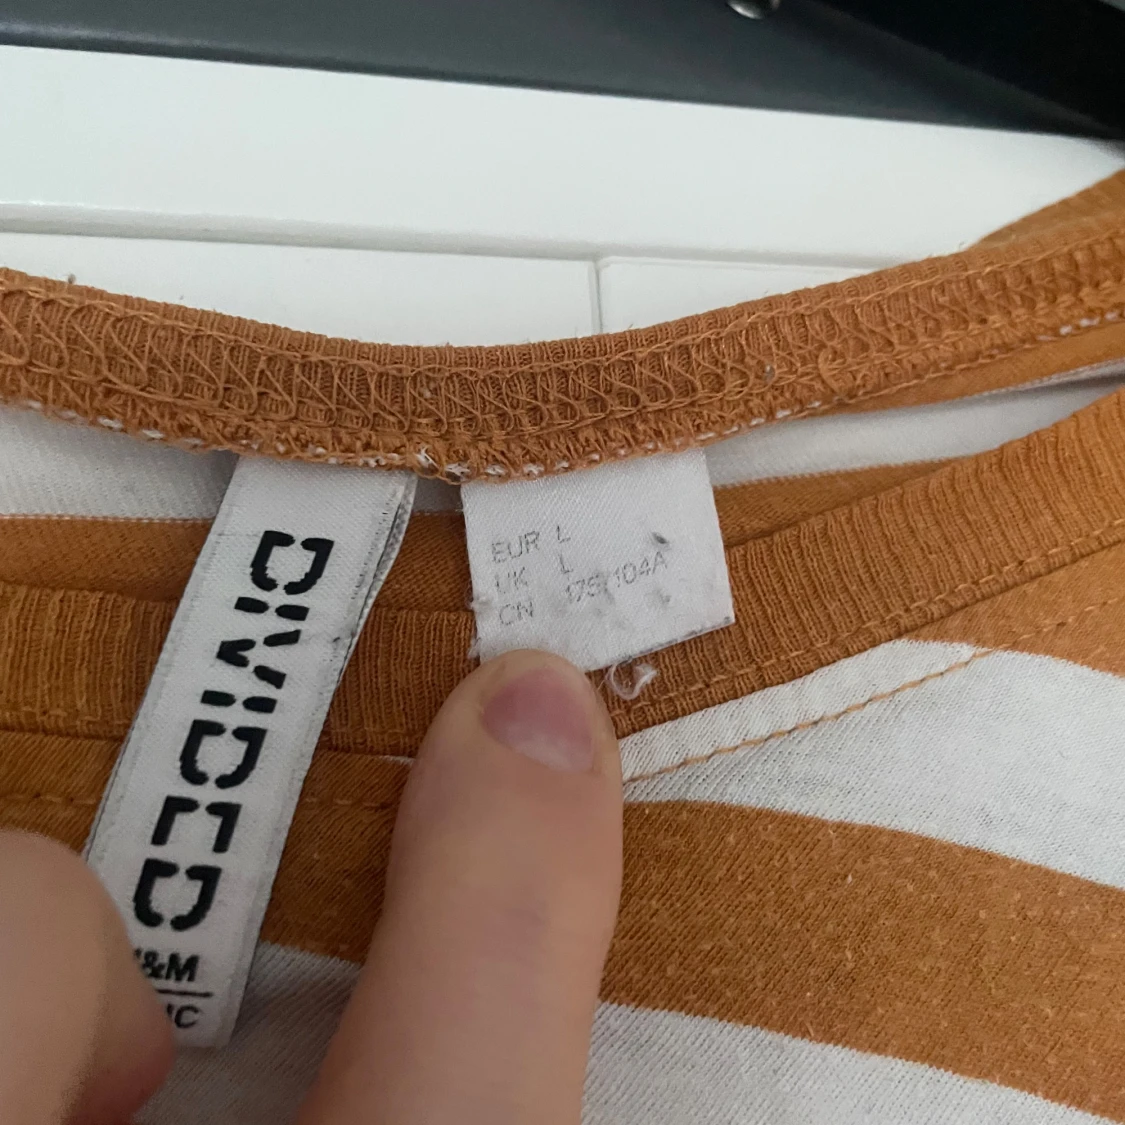 DIVIDED
&M
EUR L
UK L
CN 175/104A